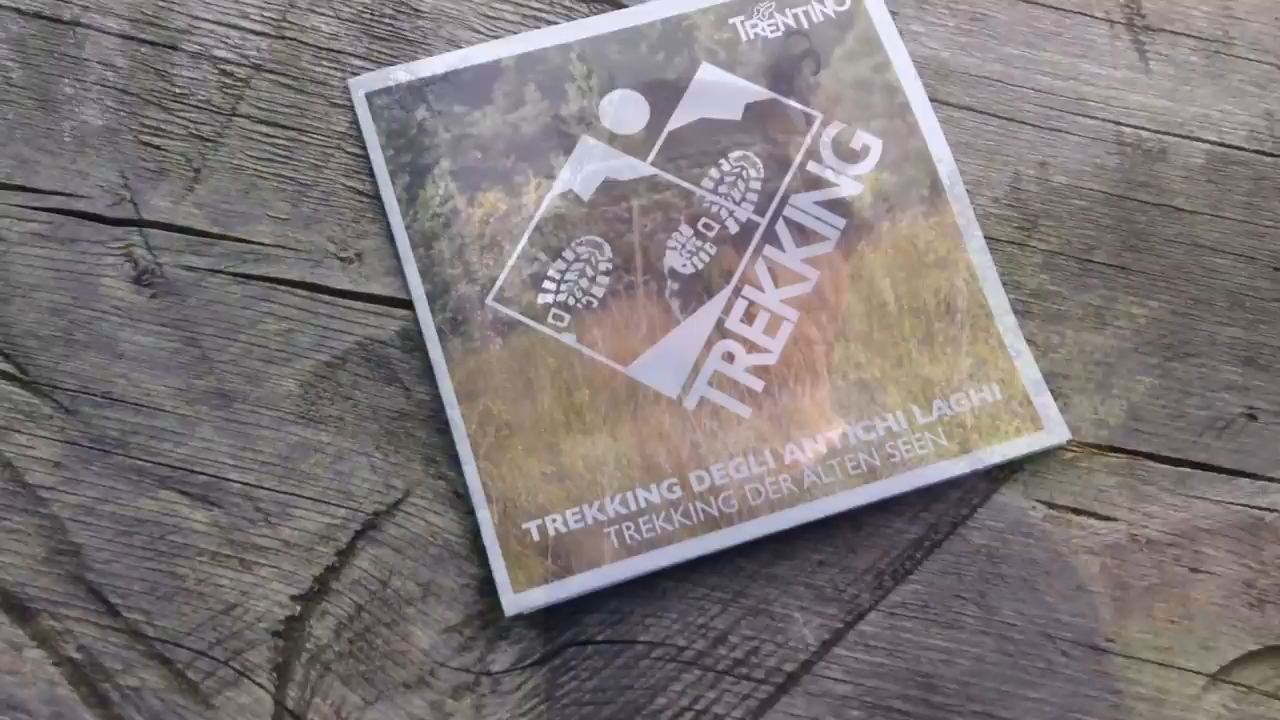 TRENTINO
TREKKING
TREKKING DEGLI ANTICHI LAGHI
TREKKING DER ALTEN SEEN